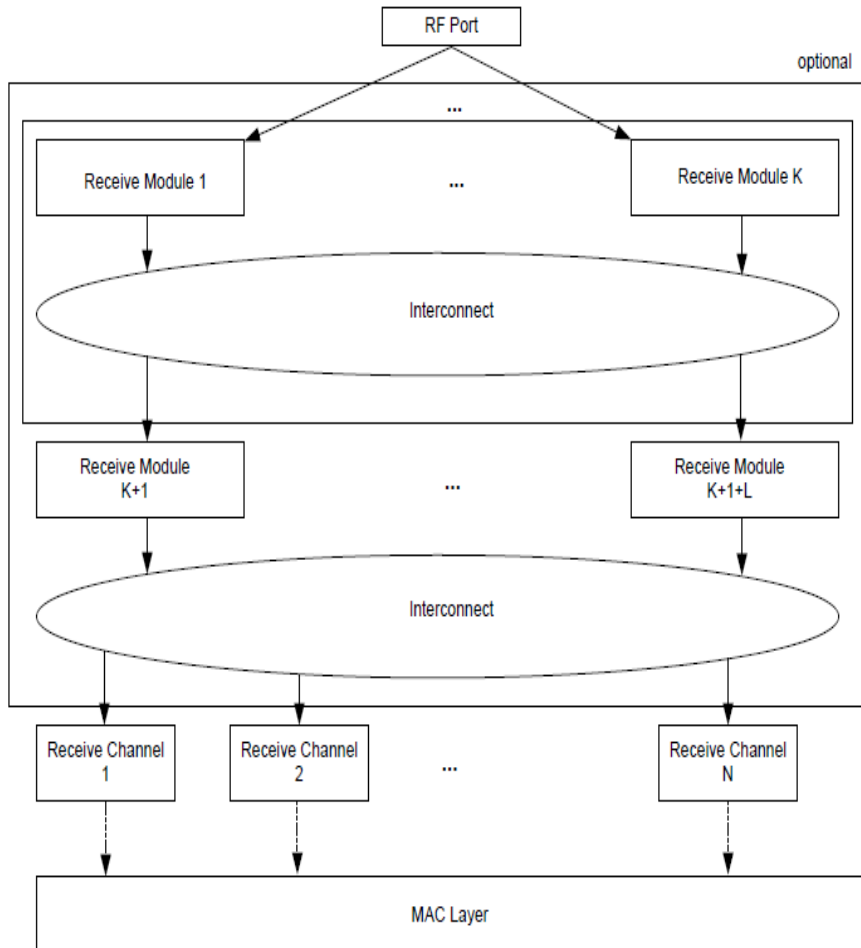 RF Port
optional
...
Receive Module 1
...
Receive Module K
Interconnect
Receive Module
K+1
...
Receive Module
K+1+L
Interconnect
Receive Channel
1
Receive Channel
2
...
Receive Channel
N
MAC Layer